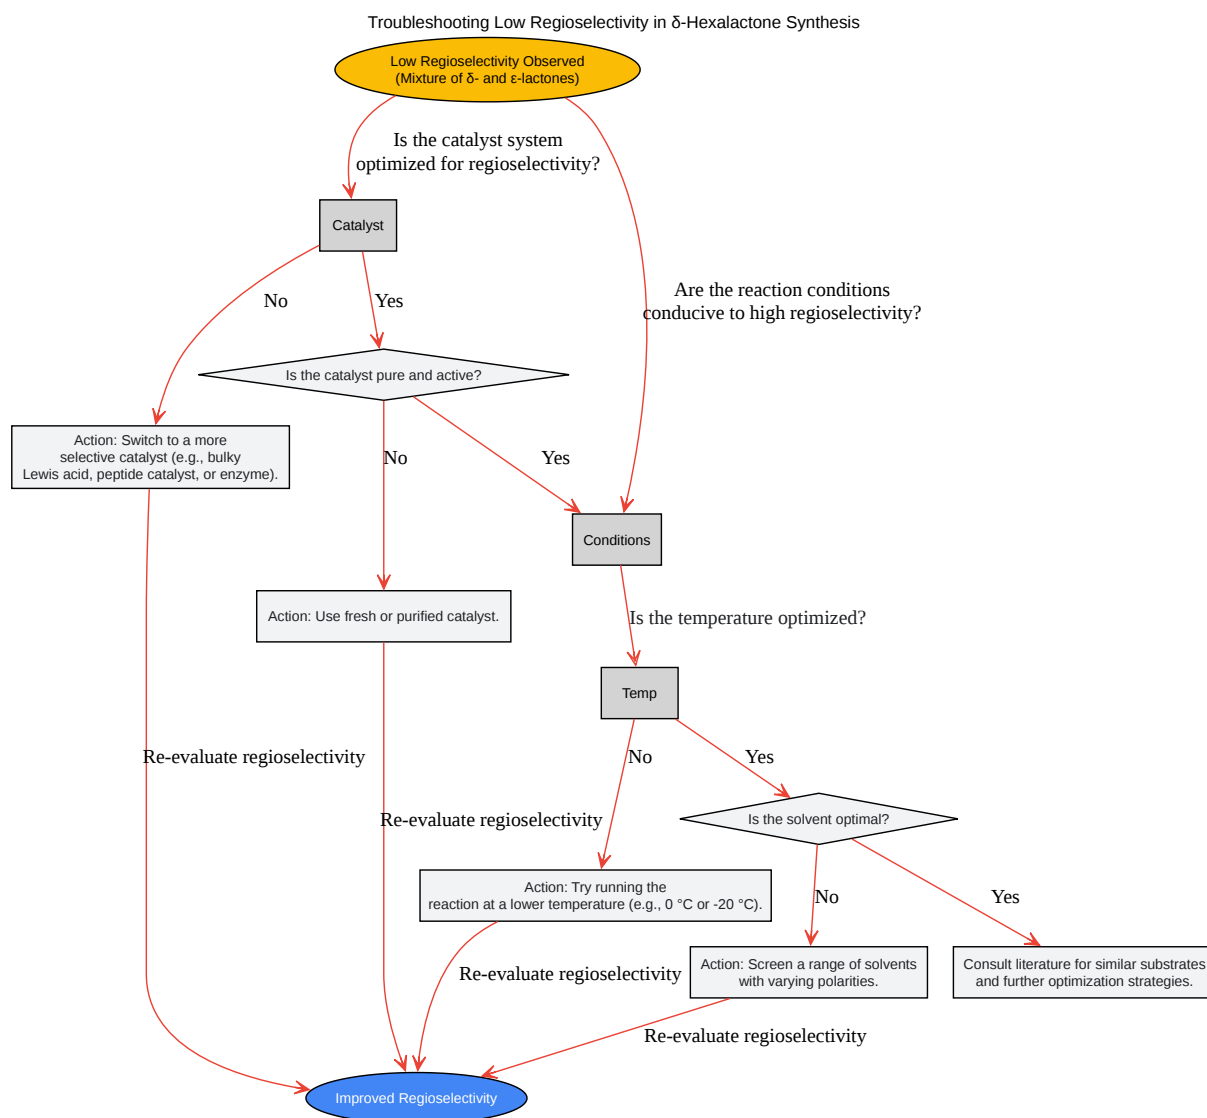 Troubleshooting Low Regioselectivity in δ-Hexalactone Synthesis
Low Regioselectivity Observed
(Mixture of δ- and ε-lactones)
Is the catalyst system
optimized for regioselectivity?
Catalyst
Are the reaction conditions
conducive to high regioselectivity?
No
Yes
Is the catalyst pure and active?
Action: Switch to a more
selective catalyst (e.g., bulky
Lewis acid, peptide catalyst, or enzyme).
No
Yes
Conditions
Action: Use fresh or purified catalyst.
Is the temperature optimized?
Temp
Re-evaluate regioselectivity
No
Yes
Re-evaluate regioselectivity
Is the solvent optimal?
Action: Try running the
reaction at a lower temperature (e.g., 0 °C or -20 °C).
No
Yes
Re-evaluate regioselectivity
Action: Screen a range of solvents
with varying polarities.
Consult literature for similar substrates
and further optimization strategies.
Re-evaluate regioselectivity
Improved Regioselectivity